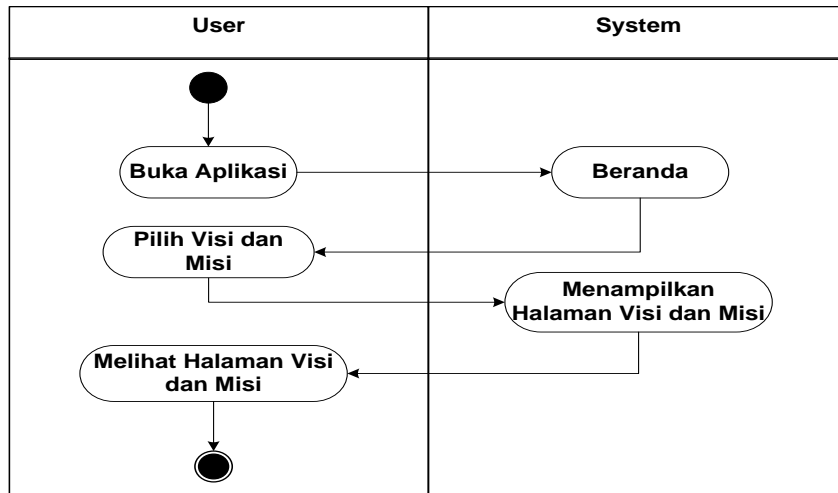 User
System
Buka Aplikasi
Beranda
Pilih Visi dan
Misi
Menampilkan
Halaman Visi dan Misi
Melihat Halaman Visi
dan Misi